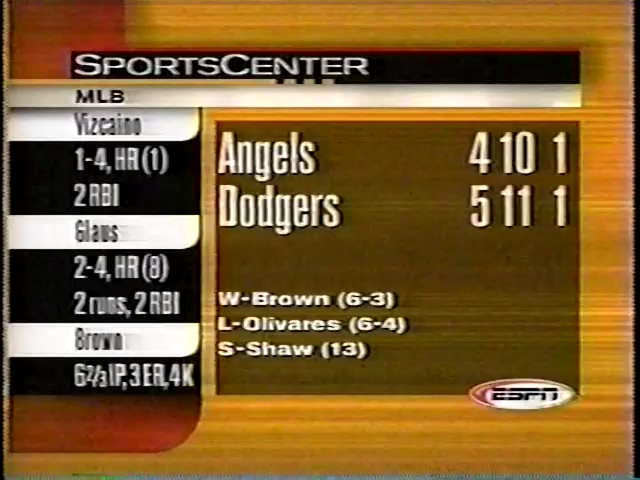 SPORTSCENTER
MLB
Vizcaino
1-4, HR (1)
2 RBI
Glaus
2-4, HR (8)
2 runs, 2 RBI
Brown
6 2/3 IP, 3 ER, 4K
Angels 4 10 1
Dodgers 5 11 1
W-Brown (6-3)
L-Olivares (6-4)
S-Shaw (13)
ESPN